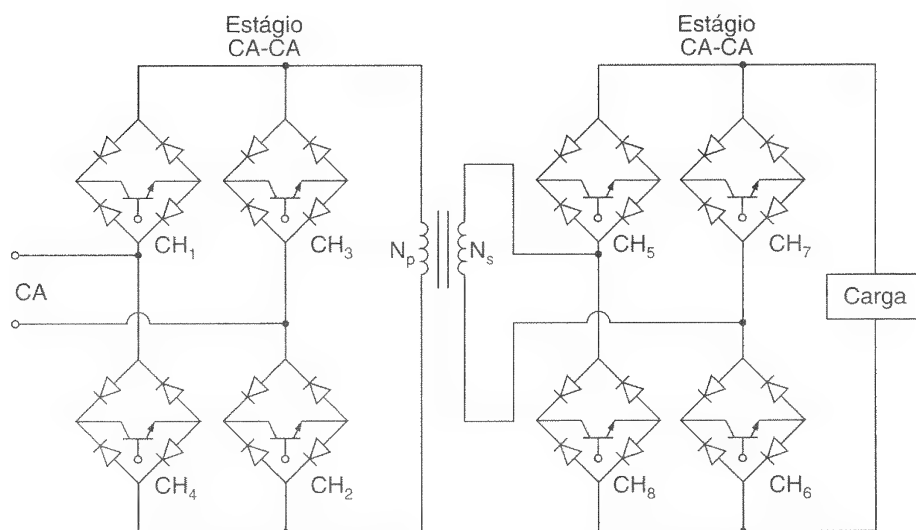 Estágio
CA-CA
Estágio
CA-CA
CH₁
CH₃
Nₚ
Nₛ
CH₅
CH₇
CA
Carga
CH₄
CH₂
CH₈
CH₆